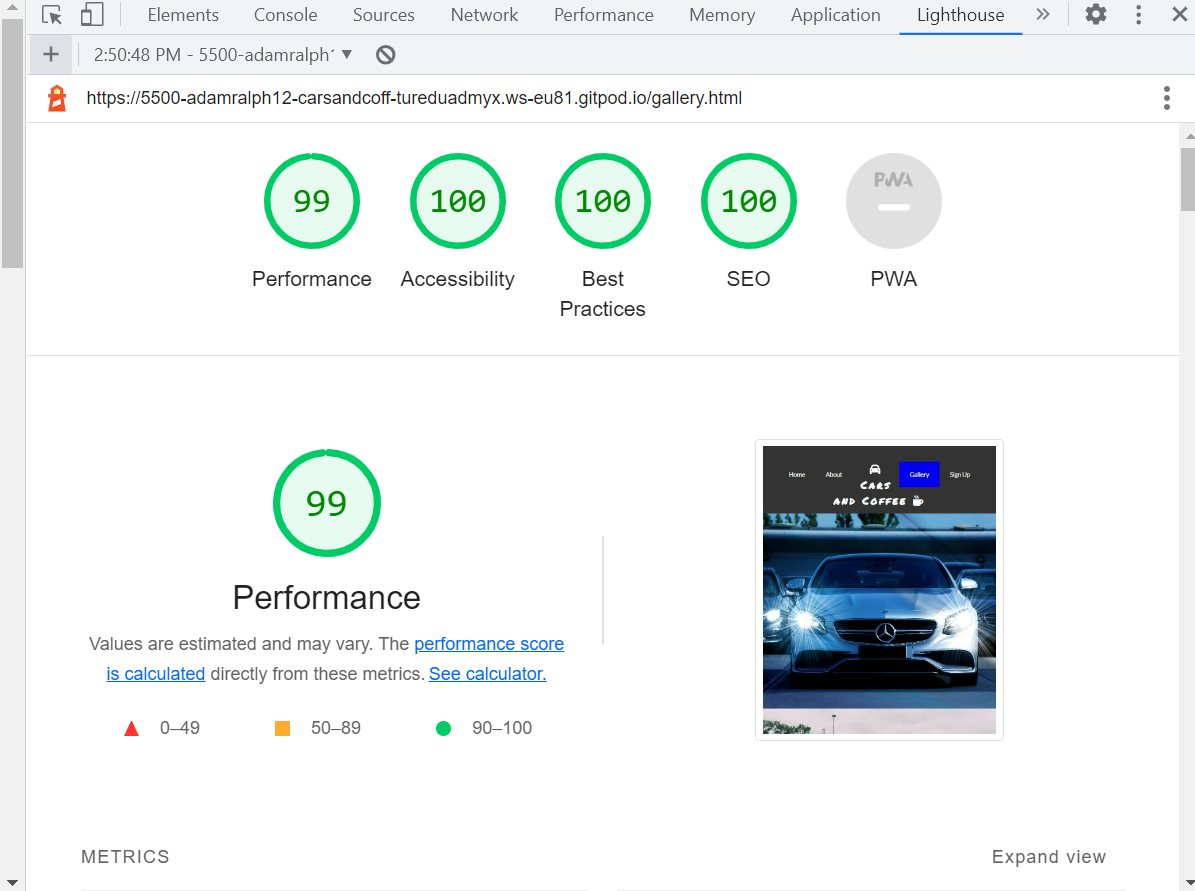 Elements Console Sources Network Performance Memory Application Lighthouse
2:50:48 PM - 5500-adamralph1
https://5500-adamralph12-carsandcoff-tureduadmyx.ws-eu81.gitpod.io/gallery.html
99 100 100 100 PWA
Performance Accessibility Best Practices SEO PWA
99
Home About Gallery Sign Up
Cars
and Coffee
Performance
Values are estimated and may vary. The performance score
is calculated directly from these metrics. See calculator.
0–49 50–89 90–100
METRICS Expand view